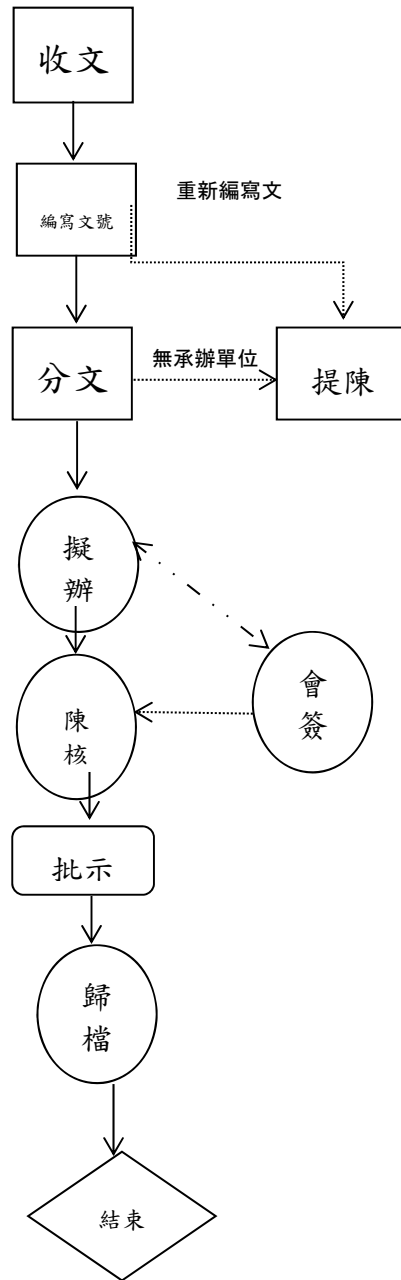 收文
重新編寫文
編寫文號
分文
無承辦單位
提陳
擬
辦
會
簽
陳
核
批示
歸
檔
結束